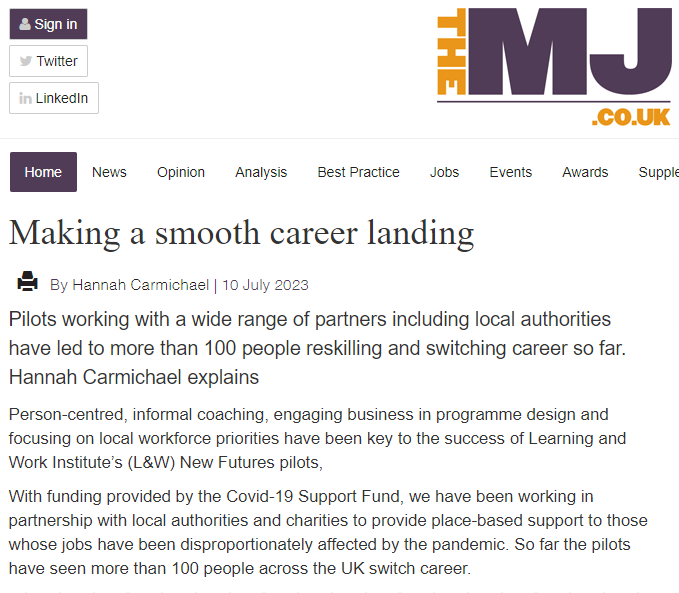 Sign in
Twitter
in LinkedIn
THE MJ
.CO.UK
Home News Opinion Analysis Best Practice Jobs Events Awards Supple
Making a smooth career landing
By Hannah Carmichael | 10 July 2023
Pilots working with a wide range of partners including local authorities
have led to more than 100 people reskilling and switching career so far.
Hannah Carmichael explains
Person-centred, informal coaching, engaging business in programme design and
focusing on local workforce priorities have been key to the success of Learning and
Work Institute's (L&W) New Futures pilots,
With funding provided by the Covid-19 Support Fund, we have been working in
partnership with local authorities and charities to provide place-based support to those
whose jobs have been disproportionately affected by the pandemic. So far the pilots
have seen more than 100 people across the UK switch career.